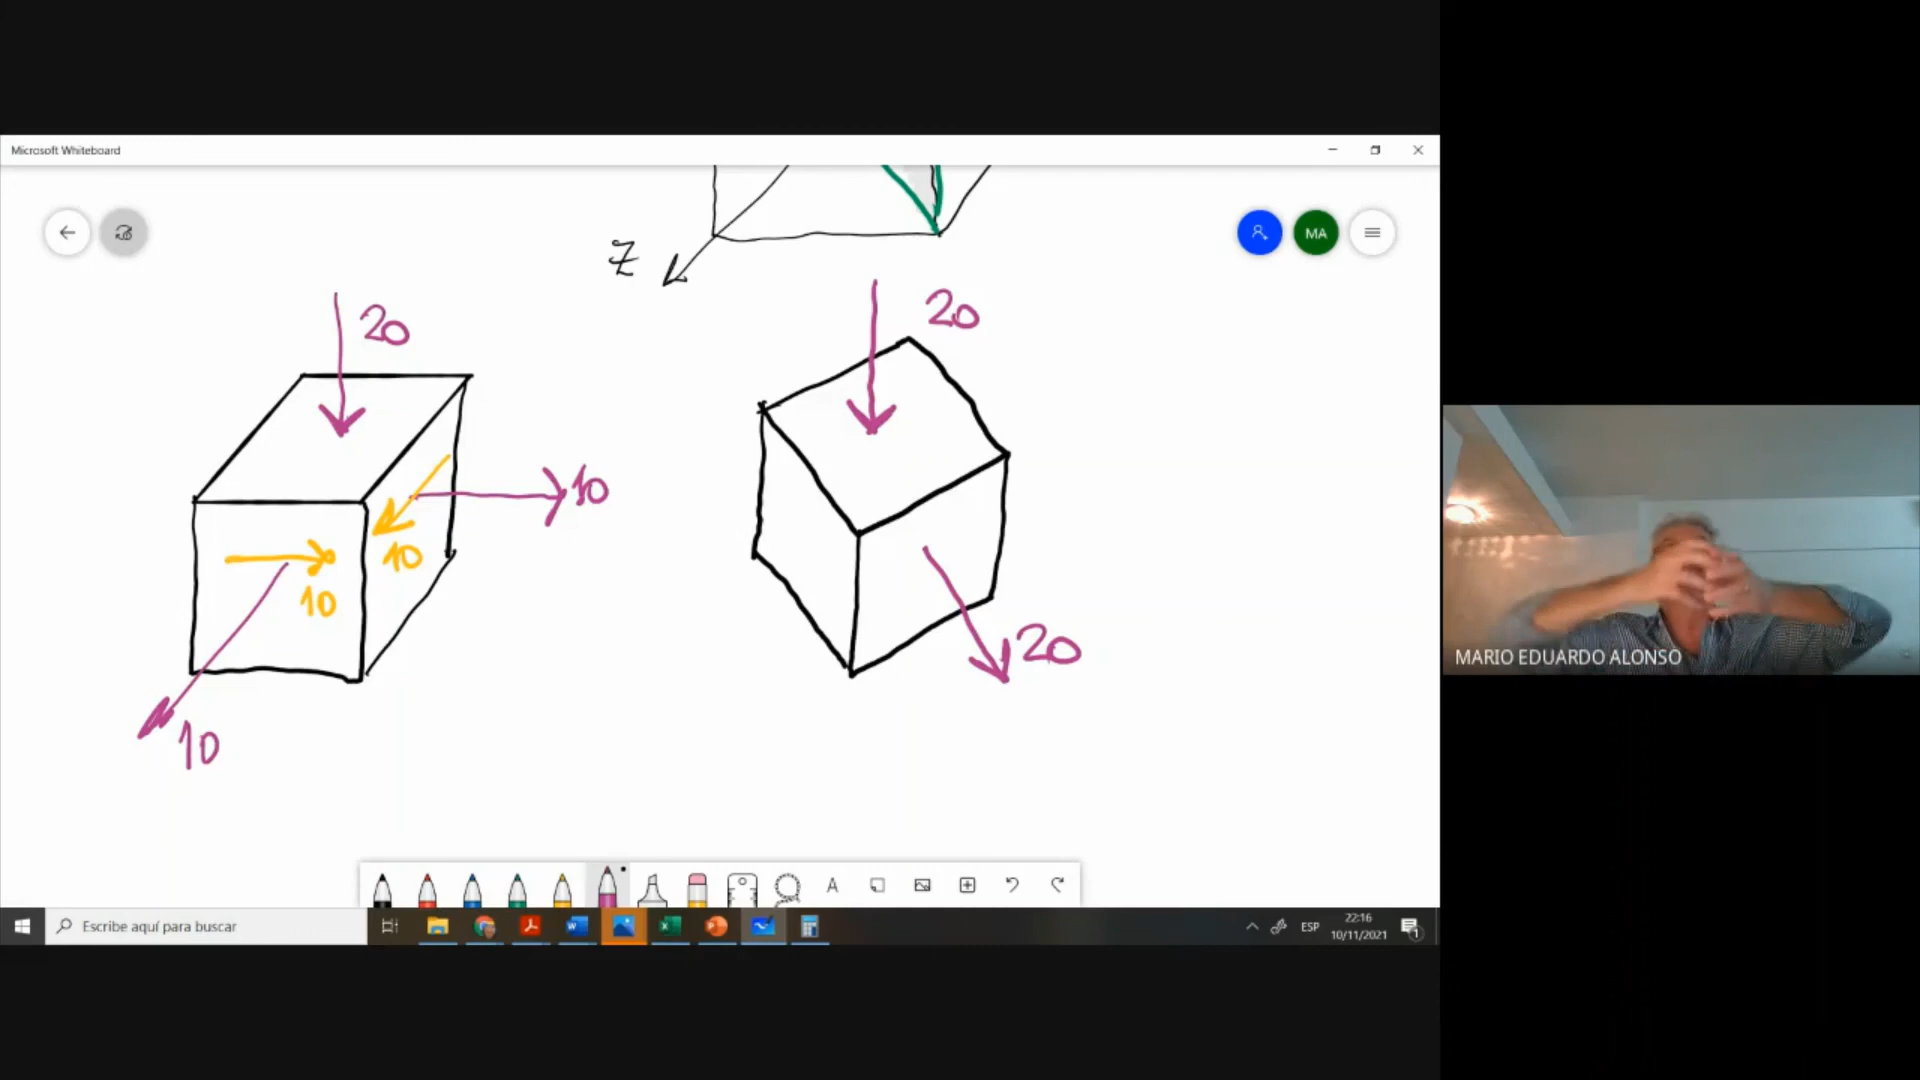 Microsoft Whiteboard
MA
Z
20
20
10
10
10
10
20
MARIO EDUARDO ALONSO
A
Escribe aquí para buscar
ESP
22:16
10/11/2021
1